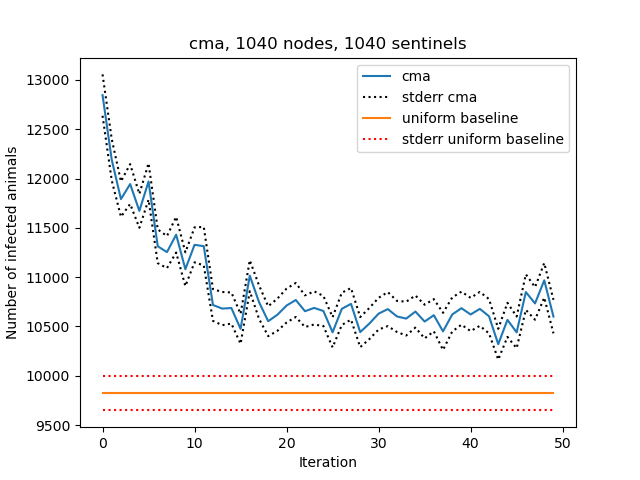 cma, 1040 nodes, 1040 sentinels
cma
stderr cma
uniform baseline
stderr uniform baseline
Number of infected animals
13000
12500
12000
11500
11000
10500
10000
9500
0 10 20 30 40 50
Iteration